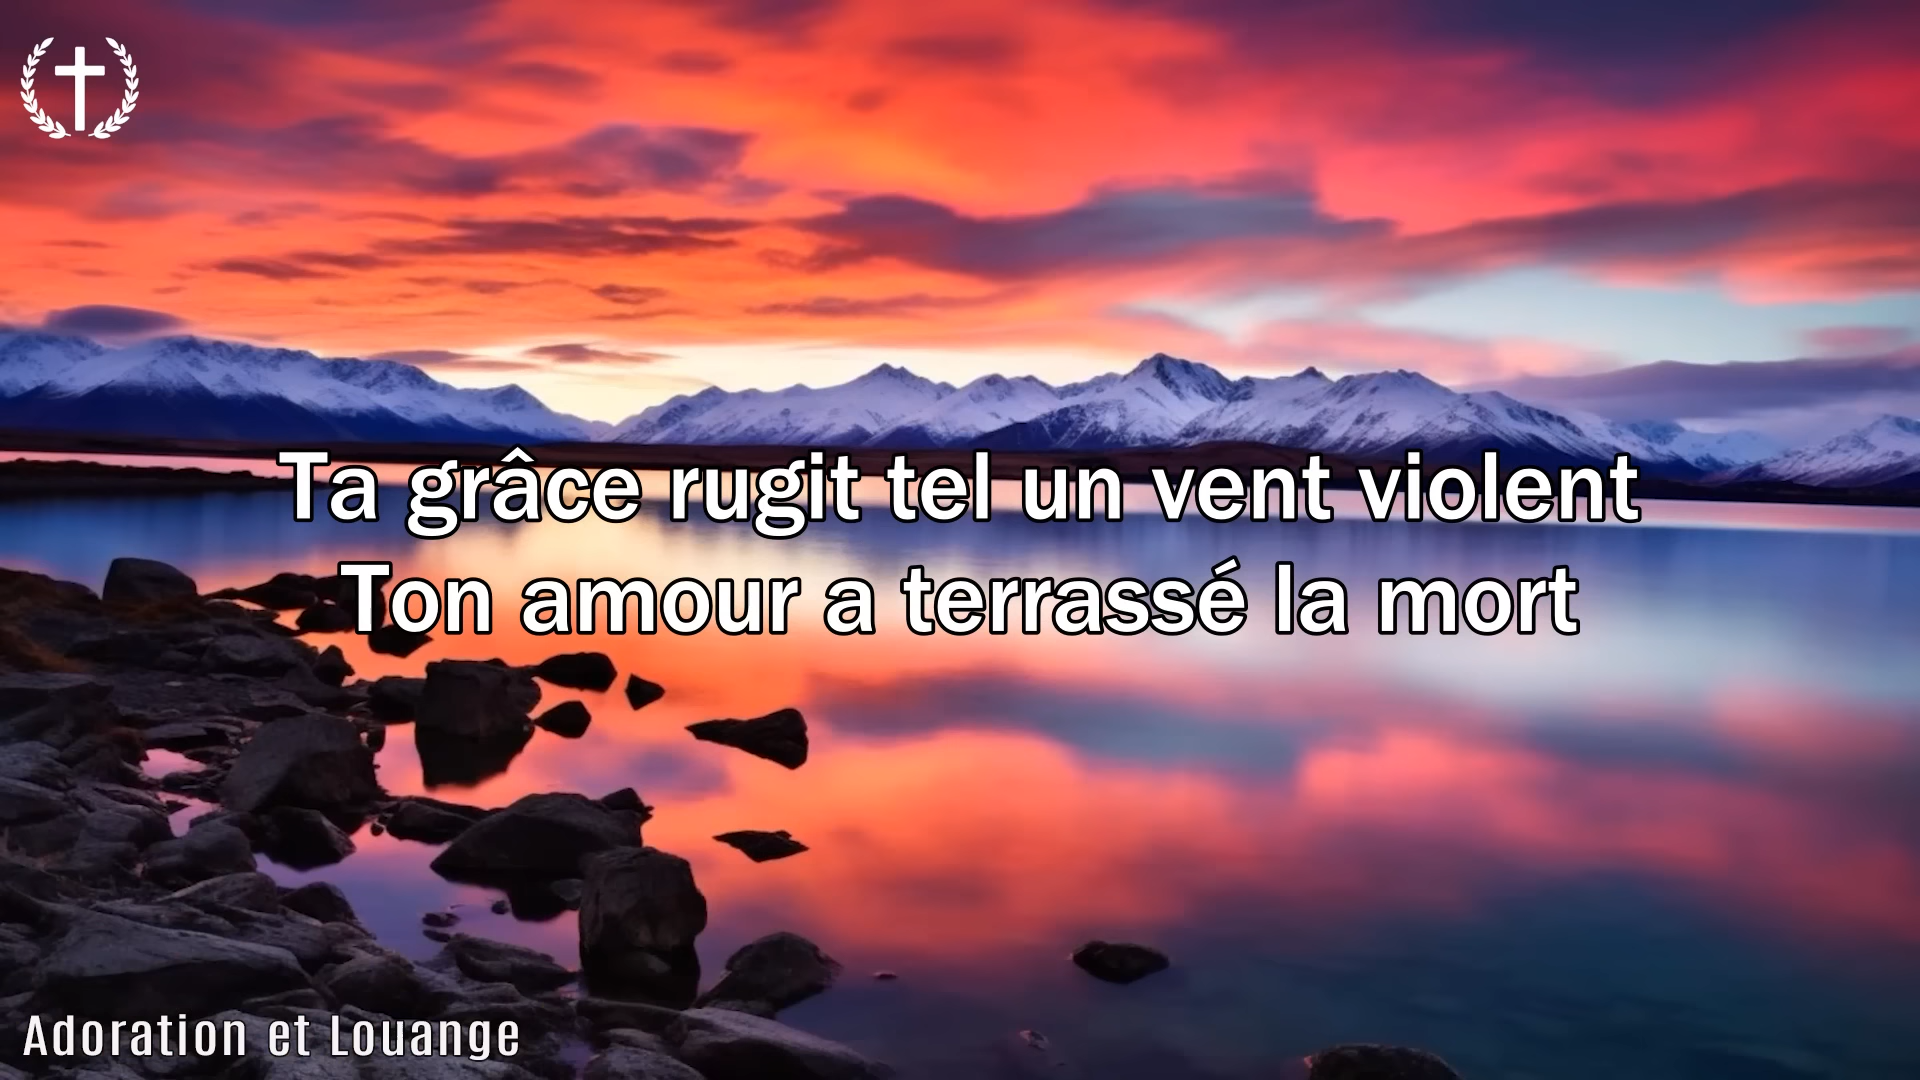 Ta grâce rugit tel un vent violent
Ton amour a terrassé la mort
Adoration et Louange